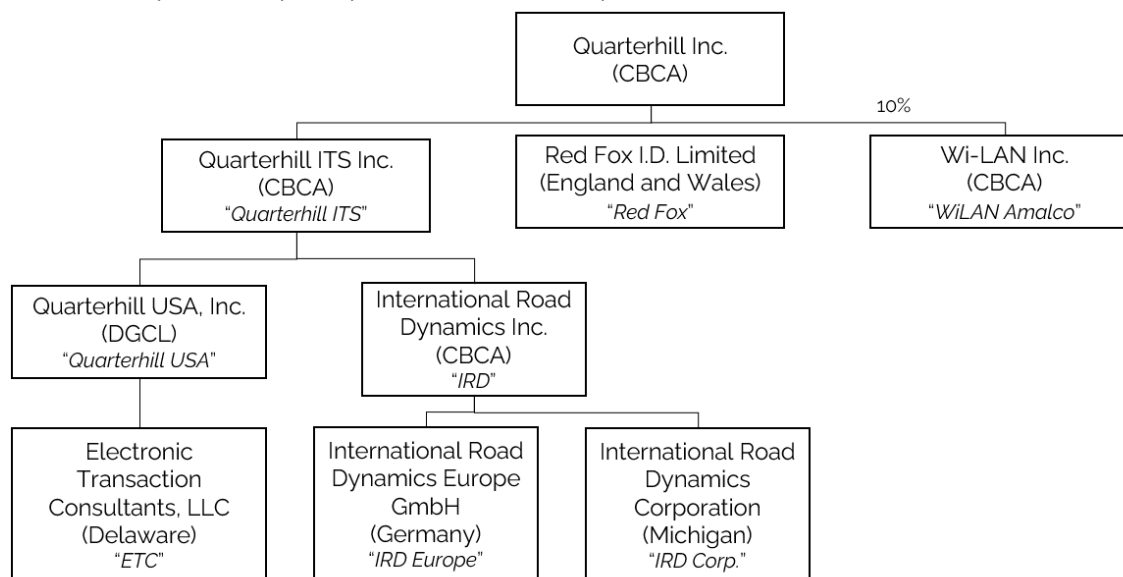 Quarterhill Inc.
(CBCA)
10%
Quarterhill ITS Inc.
(CBCA)
“Quarterhill ITS”
Red Fox I.D. Limited
(England and Wales)
“Red Fox”
Wi-LAN Inc.
(CBCA)
“WiLAN Amalco”
Quarterhill USA, Inc.
(DGCL)
“Quarterhill USA”
International Road
Dynamics Inc.
(CBCA)
“IRD”
Electronic
Transaction
Consultants, LLC
(Delaware)
“ETC”
International Road
Dynamics Europe
GmbH
(Germany)
“IRD Europe”
International Road
Dynamics
Corporation
(Michigan)
“IRD Corp.”